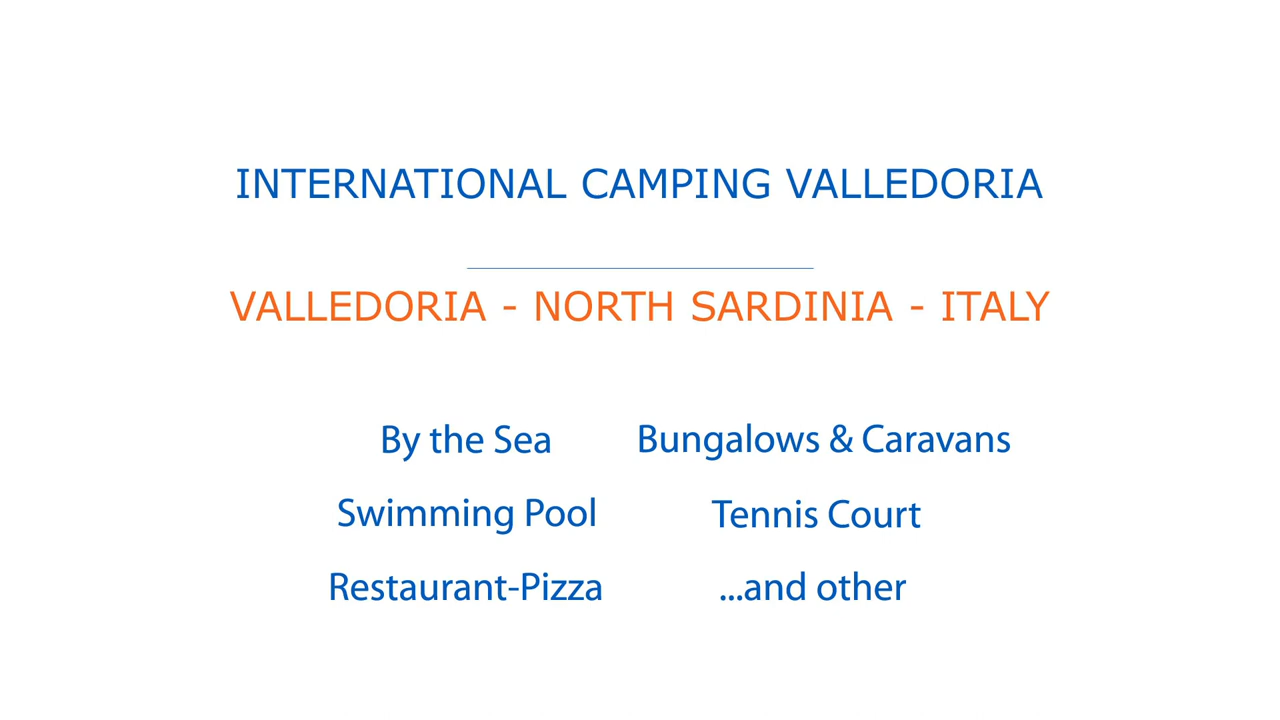 INTERNATIONAL CAMPING VALLEDORIA
VALLEDORIA - NORTH SARDINIA - ITALY
By the Sea
Bungalows & Caravans
Swimming Pool
Tennis Court
Restaurant-Pizza
...and other